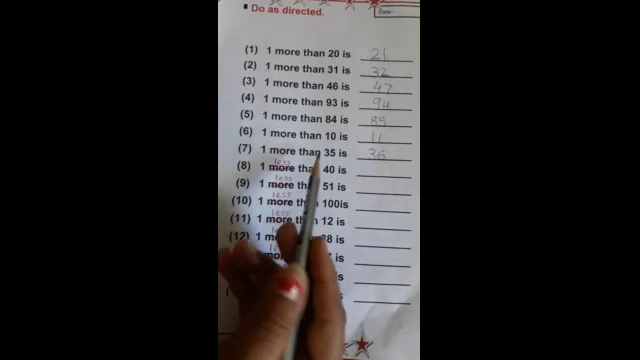 Do as directed.
Date:
(1) 1 more than 20 is 21
(2) 1 more than 31 is 32
(3) 1 more than 46 is 47
(4) 1 more than 93 is 94
(5) 1 more than 84 is 85
(6) 1 more than 10 is 11
(7) 1 more than 35 is 36
less
(8) 1 more than 40 is
less
(9) 1 more than 51 is
less
(10) 1 more than 100is
less
(11) 1 more than 12 is
(12) 1 is
is
is